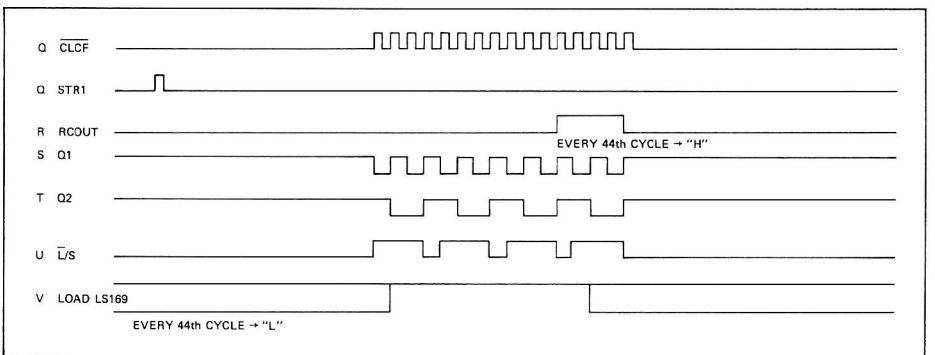 Q CLCF
Q STR1
R RCOUT
EVERY 44th CYCLE → "H"
S Q1
T Q2
U L/S
V LOAD LS169
EVERY 44th CYCLE → "L"